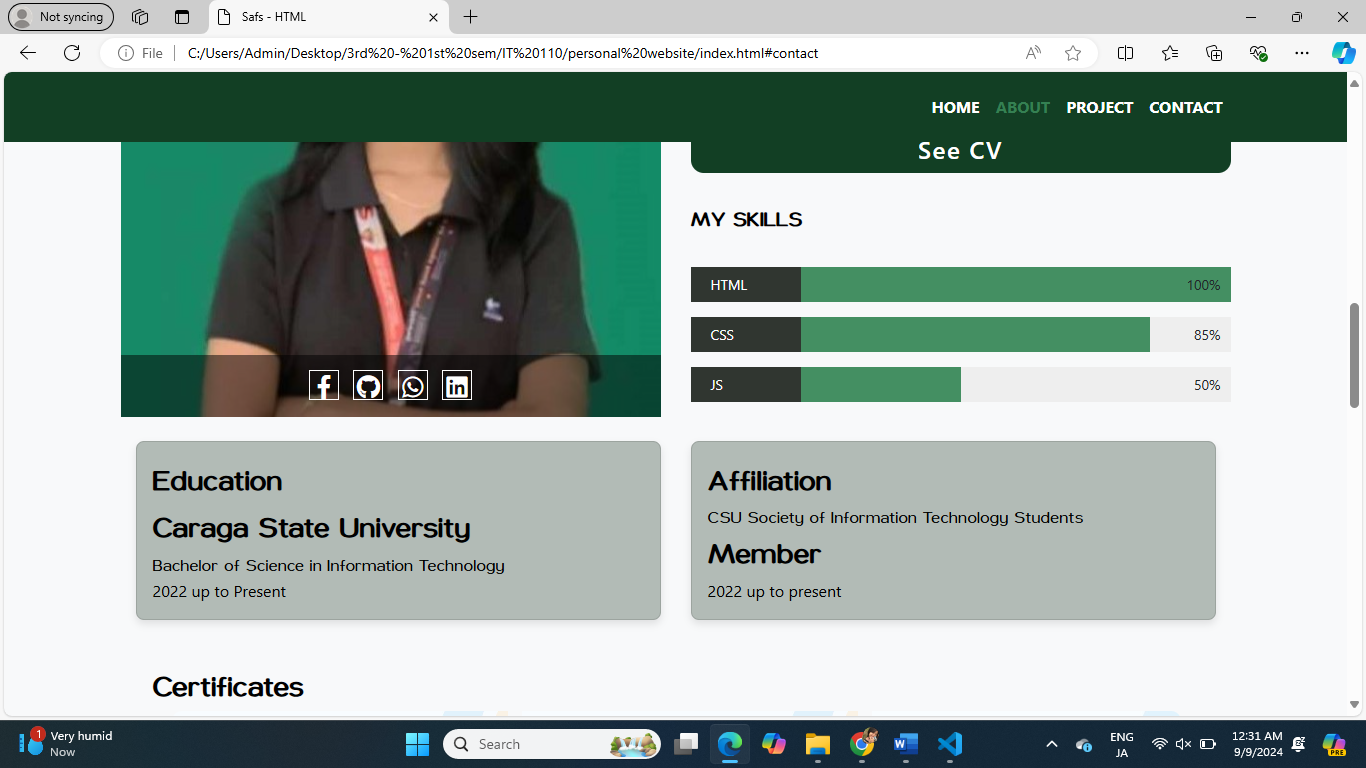 Not syncing
Safs - HTML
File
C:/Users/Admin/Desktop/3rd%20-%201st%20sem/IT%20110/personal%20website/index.html#contact
HOME ABOUT PROJECT CONTACT
See CV
MY SKILLS
HTML 100%
CSS 85%
JS 50%
Education
Caraga State University
Bachelor of Science in Information Technology
2022 up to Present
Affiliation
CSU Society of Information Technology Students
Member
2022 up to present
Certificates
1
Very humid
Now
Search
PRE
ENG
JA
12:31 AM
9/9/2024